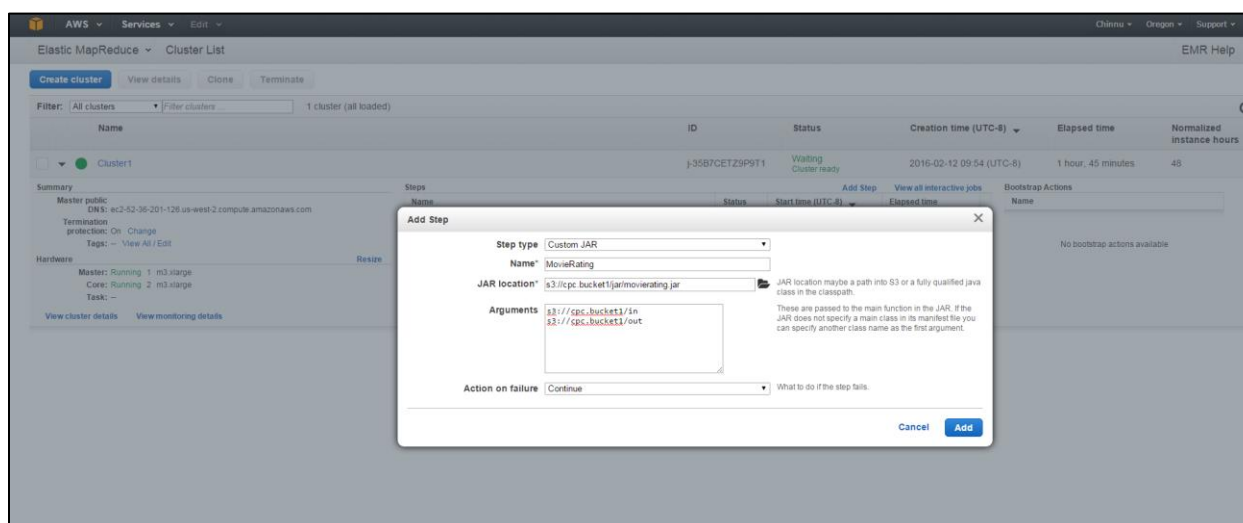 AWS Services Edit Chinnu Oregon Support
Elastic MapReduce Cluster List EMR Help
Create cluster View details Clone Terminate
Filter: All clusters Filter clusters ... 1 cluster (all loaded)
Name ID Status Creation time (UTC-8) Elapsed time Normalized instance hours
Cluster1 j-35B7CETZ9P9T1 Waiting Cluster ready 2016-02-12 09:54 (UTC-8) 1 hour, 45 minutes 48
Summary
Master public
DNS: ec2-52-36-201-126.us-west-2.compute.amazonaws.com
Termination
protection: On Change
Tags: -- View All / Edit
Hardware Resize
Master: Running 1 m3.xlarge
Core: Running 2 m3.xlarge
Task: --
View cluster details View monitoring details
Steps Add Step View all interactive jobs
Name Status Start time (UTC-8) Elapsed time
Bootstrap Actions
Name
No bootstrap actions available
Add Step
Step type Custom JAR
Name* MovieRating
JAR location* s3://cpc.bucket1/jar/movierating.jar
JAR location maybe a path into S3 or a fully qualified java
class in the classpath.
Arguments s3://cpc.bucket1/in
s3://cpc.bucket1/out
These are passed to the main function in the JAR. If the
JAR does not specify a main class in its manifest file you
can specify another class name as the first argument.
Action on failure Continue What to do if the step fails.
Cancel Add